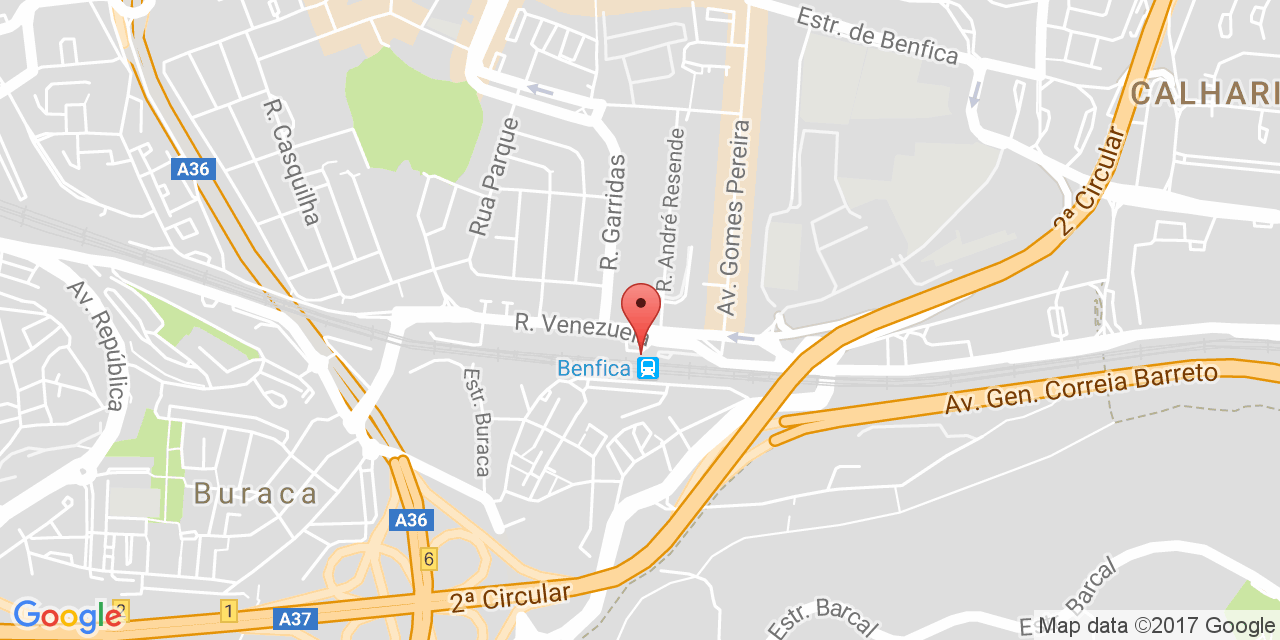 Estr. de Benfica
CALHARI
A36
R. Casquilha
Rua Parque
R. Garridas
R. André Resende
Av. Gomes Pereira
2ª Circular
Av. República
R. Venezuela
Benfica
Estr. Buraca
Av. Gen. Correia Barreto
Buraca
A36
6
2ª Circular
1
2
A37
Estr. Barcal
Barcal
Google
Map data ©2017 Google